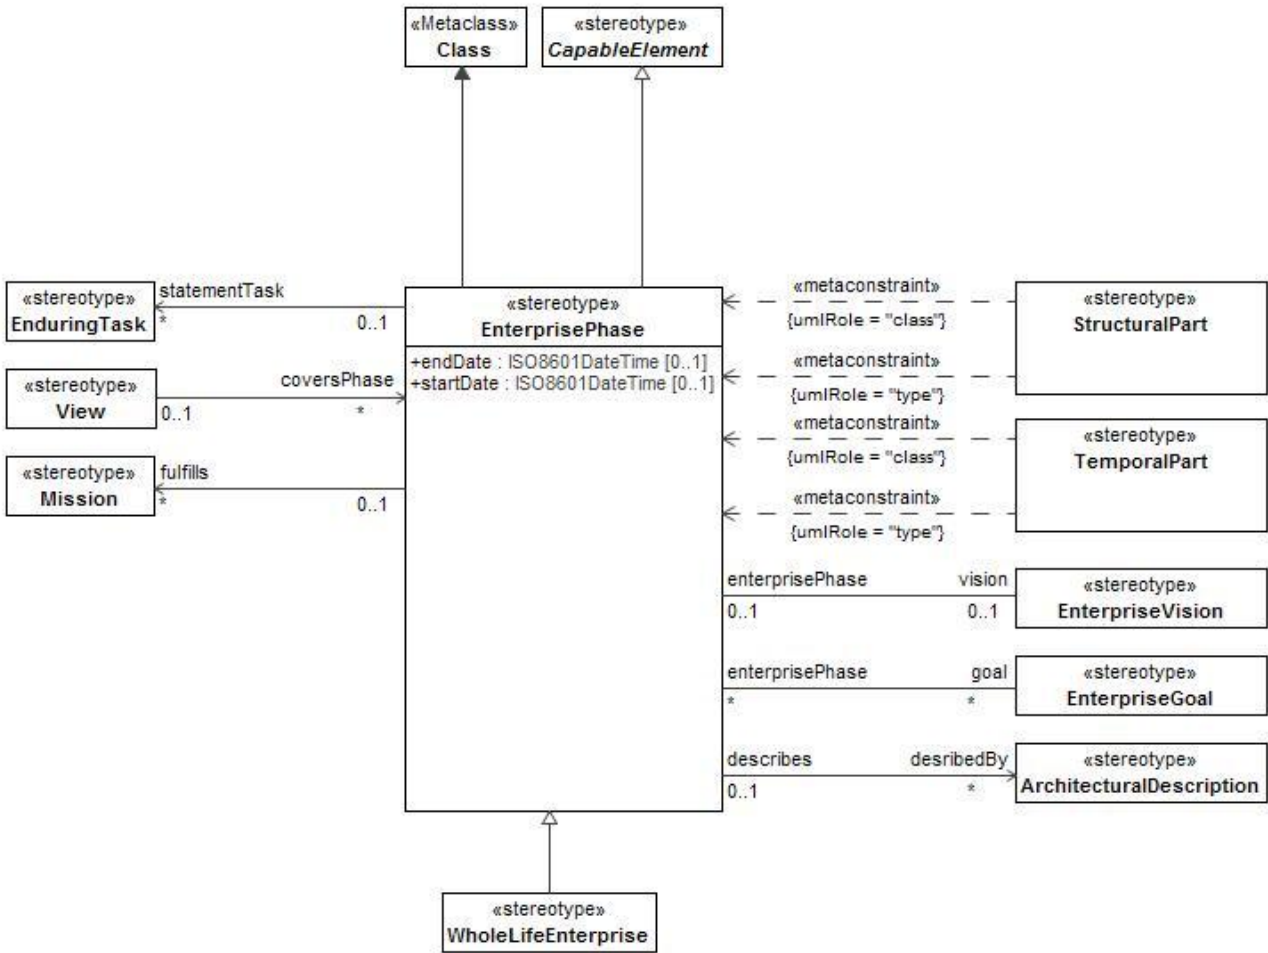 «Metaclass»
Class
«stereotype»
CapableElement
«stereotype»
EnduringTask
statementTask
*
0..1
«stereotype»
View
coversPhase
0..1
*
«stereotype»
Mission
fulfills
*
0..1
«stereotype»
EnterprisePhase
+endDate : ISO8601DateTime [0..1]
+startDate : ISO8601DateTime [0..1]
«metaconstraint»
{umlRole = "class"}
«metaconstraint»
{umlRole = "type"}
«stereotype»
StructuralPart
«metaconstraint»
{umlRole = "class"}
«metaconstraint»
{umlRole = "type"}
«stereotype»
TemporalPart
enterprisePhase
vision
0..1
0..1
«stereotype»
EnterpriseVision
enterprisePhase
goal
*
*
«stereotype»
EnterpriseGoal
describes
desribedBy
0..1
*
«stereotype»
ArchitecturalDescription
«stereotype»
WholeLifeEnterprise